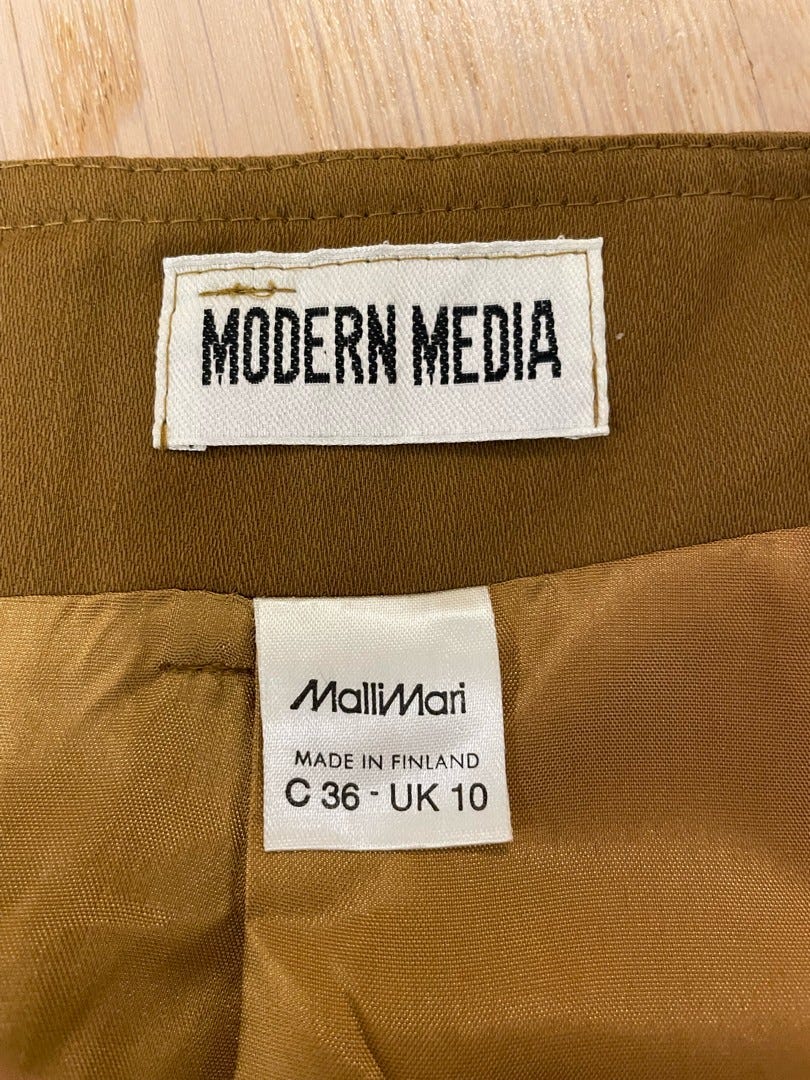 MODERN MEDIA
MalliMari
MADE IN FINLAND
C 36 - UK 10